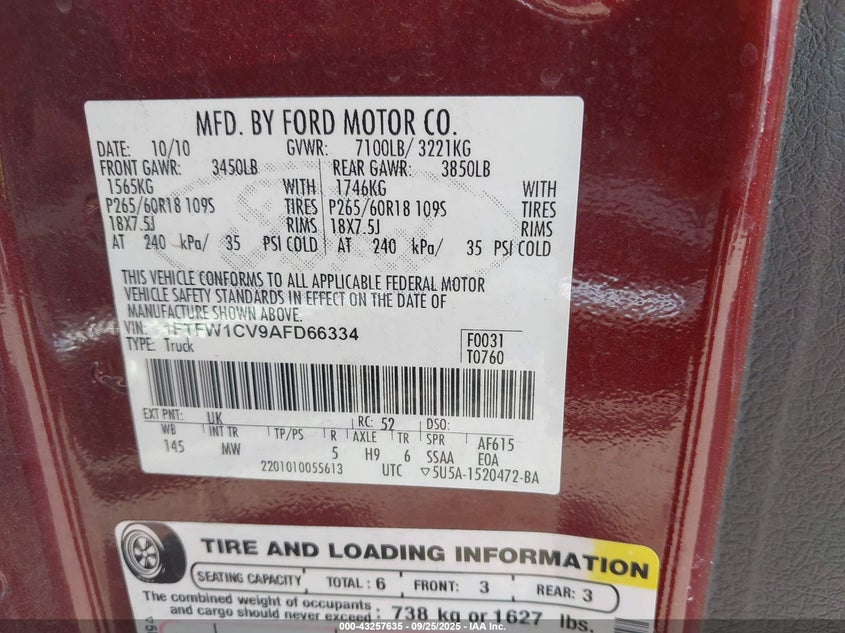 MFD. BY FORD MOTOR CO.
DATE: 10/10 GVWR: 7100LB/ 3221KG
FRONT GAWR: 3450LB REAR GAWR: 3850LB
1565KG WITH 1746KG WITH
P265/60R18 109S TIRES P265/60R18 109S TIRES
18X7.5J RIMS 18X7.5J RIMS
AT 240 kPa/ 35 PSI COLD AT 240 kPa/ 35 PSI COLD
THIS VEHICLE CONFORMS TO ALL APPLICABLE FEDERAL MOTOR
VEHICLE SAFETY STANDARDS IN EFFECT ON THE DATE OF
MANUFACTURE SHOWN ABOVE.
VIN: 1FTFW1CV9AFD66334 F0031
TYPE: Truck T0760
EXT PNT: UK RC: 52 DSO:
WB INT TR TP/PS R AXLE TR SPR AF615
145 MW 5 H9 6 SSAA EOA
2201010055613 UTC ▽5U5A-1520472-BA
TIRE AND LOADING INFORMATION
SEATING CAPACITY TOTAL : 6 FRONT: 3 REAR: 3
The combined weight of occupants
and cargo should never exceed : 738 kg or 1627 lbs.
000-43257635 - 09/25/2025 - IAA Inc.